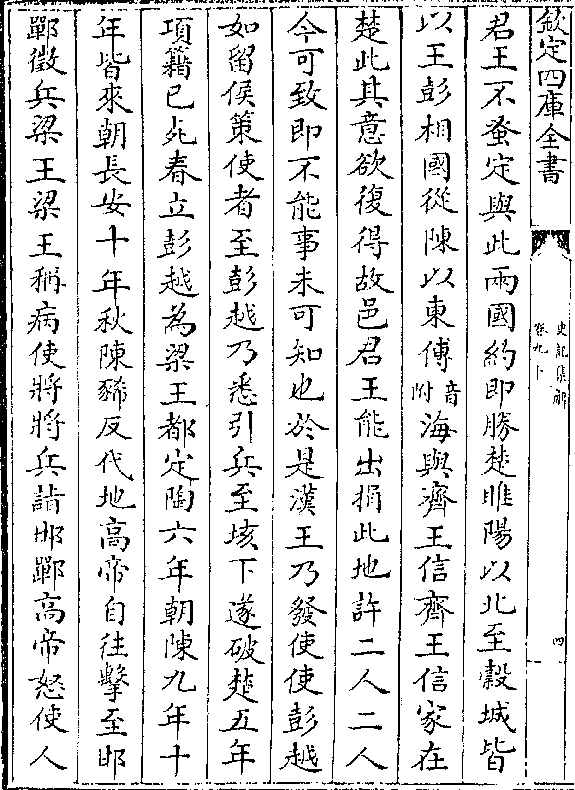 欽定四庫全書
史記集解
卷九十
四
君王不蚤定與此兩國約即勝楚睢陽以北至穀城皆
以王彭相國從陳以東傅音附海與齊王信齊王信家在
楚此其意欲復得故邑君王能出捐此地許二人二人
今可致即不能事未可知也於是漢王乃發使使彭越
如留侯策使者至彭越乃悉引兵至垓下遂破楚五年
項籍已死春立彭越為梁王都定陶六年朝陳九年十
年皆來朝長安十年秋陳豨反代地高帝自往擊至邯
鄲徵兵梁王梁王稱病使將將兵詣邯鄲高帝怒使人